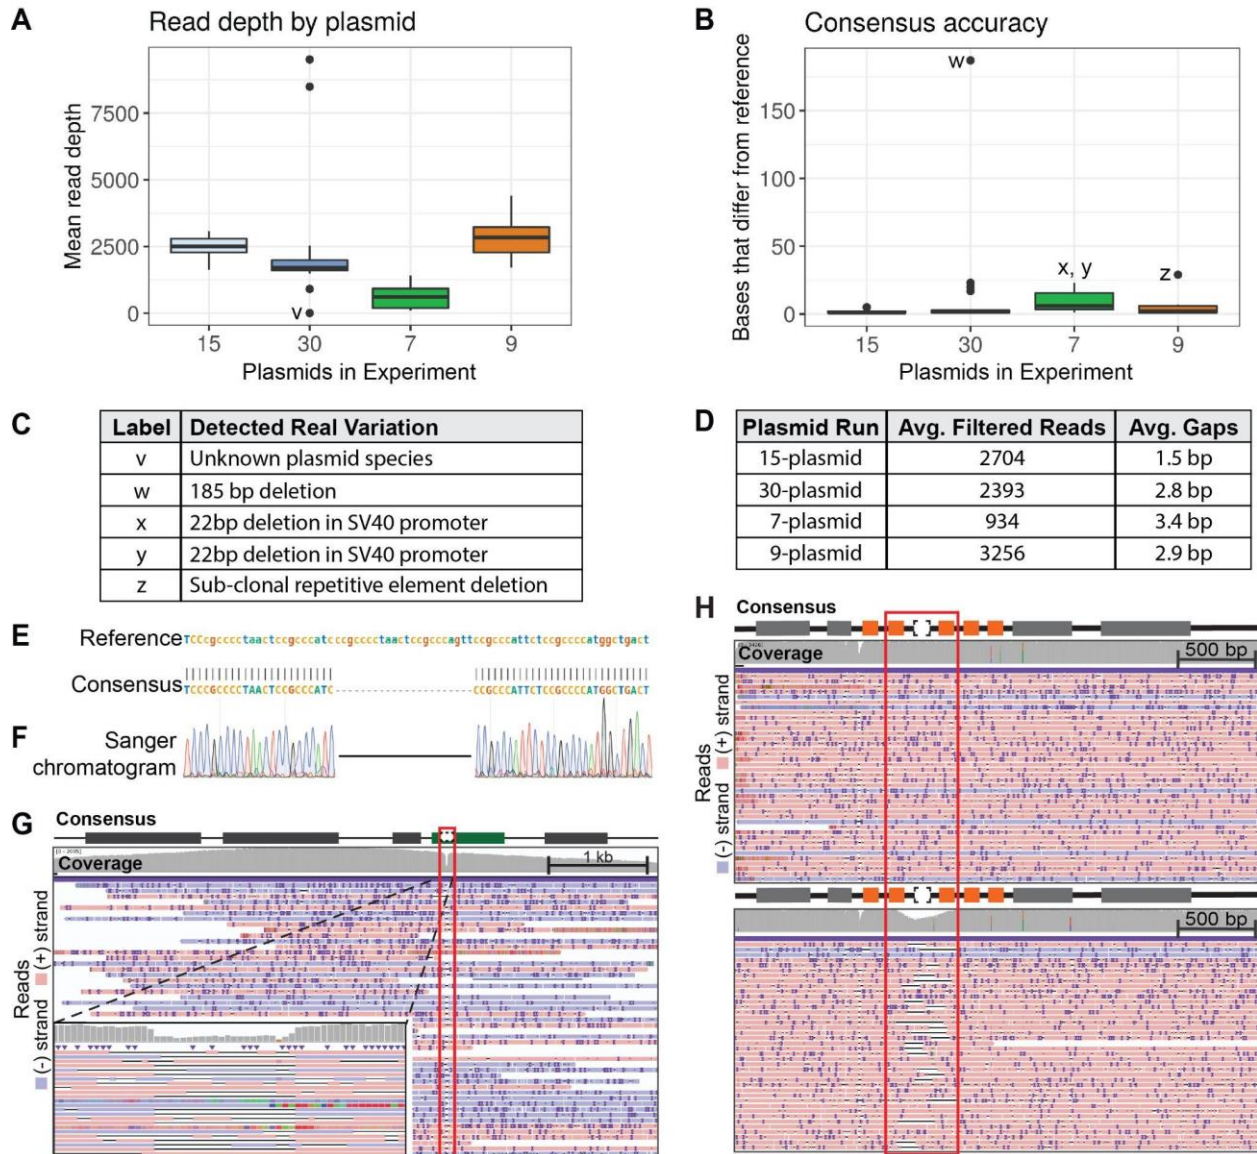 A Read depth by plasmid
Mean read depth
7500
5000
2500
0
v
15 30 7 9
Plasmids in Experiment
B Consensus accuracy
Bases that differ from reference
150
100
50
0
w
x, y
z
15 30 7 9
Plasmids in Experiment
C
Label Detected Real Variation
v Unknown plasmid species
w 185 bp deletion
x 22bp deletion in SV40 promoter
y 22bp deletion in SV40 promoter
z Sub-clonal repetitive element deletion
D
Plasmid Run Avg. Filtered Reads Avg. Gaps
15-plasmid 2704 1.5 bp
30-plasmid 2393 2.8 bp
7-plasmid 934 3.4 bp
9-plasmid 3256 2.9 bp
E
Reference TCCcgcccctaactccgcccatcccgcccctaactccgcccagttccgcccattctccgccccatggctgact
Consensus TCCCGCCCCTAACTCCGCCCATC----------------------CCGCCCATTCTCCGCCCCATGGCTGACT
F Sanger
chromatogram
G Consensus
Coverage
1 kb
Reads
(-) strand (+) strand
H Consensus
Coverage
500 bp
Reads
(-) strand (+) strand
500 bp